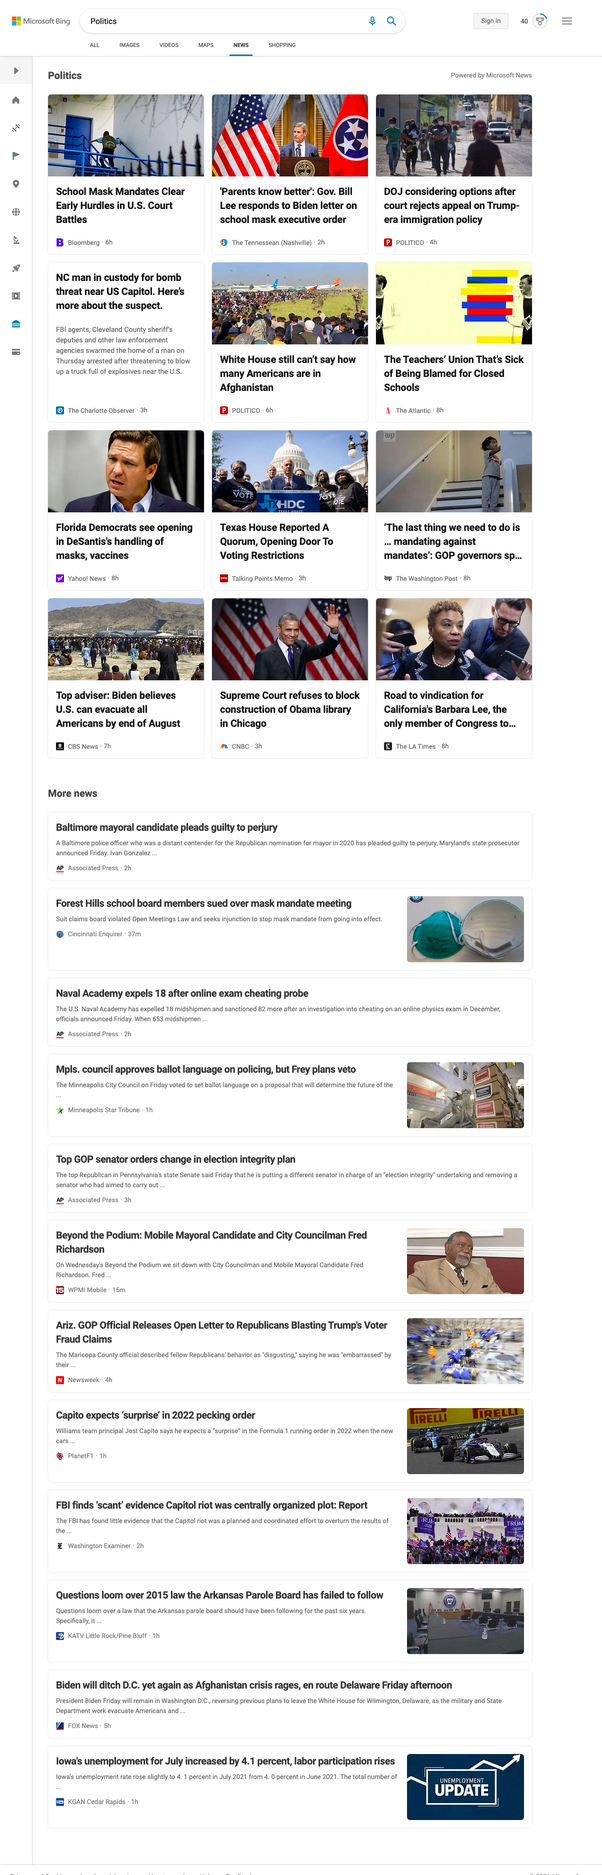 Microsoft Bing
Politics
Sign in
40
ALL
IMAGES
VIDEOS
MAPS
NEWS
SHOPPING
Politics
Powered by Microsoft News
School Mask Mandates Clear
Early Hurdles in U.S. Court
Battles
Bloomberg · 6h
'Parents know better': Gov. Bill
Lee responds to Biden letter on
school mask executive order
The Tennessean (Nashville) · 2h
DOJ considering options after
court rejects appeal on Trump-
era immigration policy
POLITICO · 4h
NC man in custody for bomb
threat near US Capitol. Here's
more about the suspect.
FBI agents, Cleveland County sheriff's
deputies and other law enforcement
agencies swarmed the home of a man on
Thursday arrested after threatening to blow
up a truck full of explosives near the U.S.
The Charlotte Observer · 3h
White House still can't say how
many Americans are in
Afghanistan
POLITICO · 6h
The Teachers' Union That's Sick
of Being Blamed for Closed
Schools
The Atlantic · 8h
Florida Democrats see opening
in DeSantis's handling of
masks, vaccines
Yahoo! News · 8h
VOTE
HDC
Texas House Reported A
Quorum, Opening Door To
Voting Restrictions
Talking Points Memo · 3h
'The last thing we need to do is
... mandating against
mandates': GOP governors sp...
The Washington Post · 8h
Top adviser: Biden believes
U.S. can evacuate all
Americans by end of August
CBS News · 7h
Supreme Court refuses to block
construction of Obama library
in Chicago
CNBC · 3h
Road to vindication for
California's Barbara Lee, the
only member of Congress to...
The LA Times · 8h
More news
Baltimore mayoral candidate pleads guilty to perjury
A Baltimore police officer who was a distant contender for the Republican nomination for mayor in 2020 has pleaded guilty to perjury, Maryland's state prosecutor
announced Friday. Ivan Gonzalez ...
AP Associated Press · 2h
Forest Hills school board members sued over mask mandate meeting
Suit claims board violated Open Meetings Law and seeks injunction to stop mask mandate from going into effect.
Cincinnati Enquirer · 37m
Naval Academy expels 18 after online exam cheating probe
The U.S. Naval Academy has expelled 18 midshipmen and sanctioned 82 more after an investigation into cheating on an online physics exam in December,
officials announced Friday. When 653 midshipmen ...
AP Associated Press · 2h
Mpls. council approves ballot language on policing, but Frey plans veto
The Minneapolis City Council on Friday voted to set ballot language on a proposal that will determine the future of the
...
Minneapolis Star Tribune · 1h
Top GOP senator orders change in election integrity plan
The top Republican in Pennsylvania's state Senate said Friday that he is putting a different senator in charge of an "election integrity" undertaking and removing a
senator who had aimed to carry out ...
AP Associated Press · 3h
Beyond the Podium: Mobile Mayoral Candidate and City Councilman Fred
Richardson
On Wednesday's Beyond the Podium we sit down with City Councilman and Mobile Mayoral Candidate Fred
Richardson. Fred ...
WPMI Mobile · 15m
Ariz. GOP Official Releases Open Letter to Republicans Blasting Trump's Voter
Fraud Claims
The Maricopa County official described fellow Republicans' behavior as "disgusting," saying he was "embarrassed" by
their ...
N Newsweek · 4h
Capito expects 'surprise' in 2022 pecking order
Williams team principal Jost Capito says he expects a "surprise" in the Formula 1 running order in 2022 when the new
cars ...
PlanetF1 · 1h
IRELLI
PIRELLI
FBI finds 'scant' evidence Capitol riot was centrally organized plot: Report
The FBI has found little evidence that the Capitol riot was a planned and coordinated effort to overturn the results of
the ...
Washington Examiner · 2h
TRUMP
Questions loom over 2015 law the Arkansas Parole Board has failed to follow
Questions loom over a law that the Arkansas parole board should have been following for the past six years.
Specifically, it ...
KATV Little Rock/Pine Bluff · 1h
Biden will ditch D.C. yet again as Afghanistan crisis rages, en route Delaware Friday afternoon
President Biden Friday will remain in Washington D.C., reversing previous plans to leave the White House for Wilmington, Delaware, as the military and State
Department work evacuate Americans and ...
FOX News · 5h
Iowa's unemployment for July increased by 4.1 percent, labor participation rises
Iowa's unemployment rate rose slightly to 4. 1 percent in July 2021 from 4. 0 percent in June 2021. The total number of
...
KGAN Cedar Rapids · 1h
UNEMPLOYMENT
UPDATE